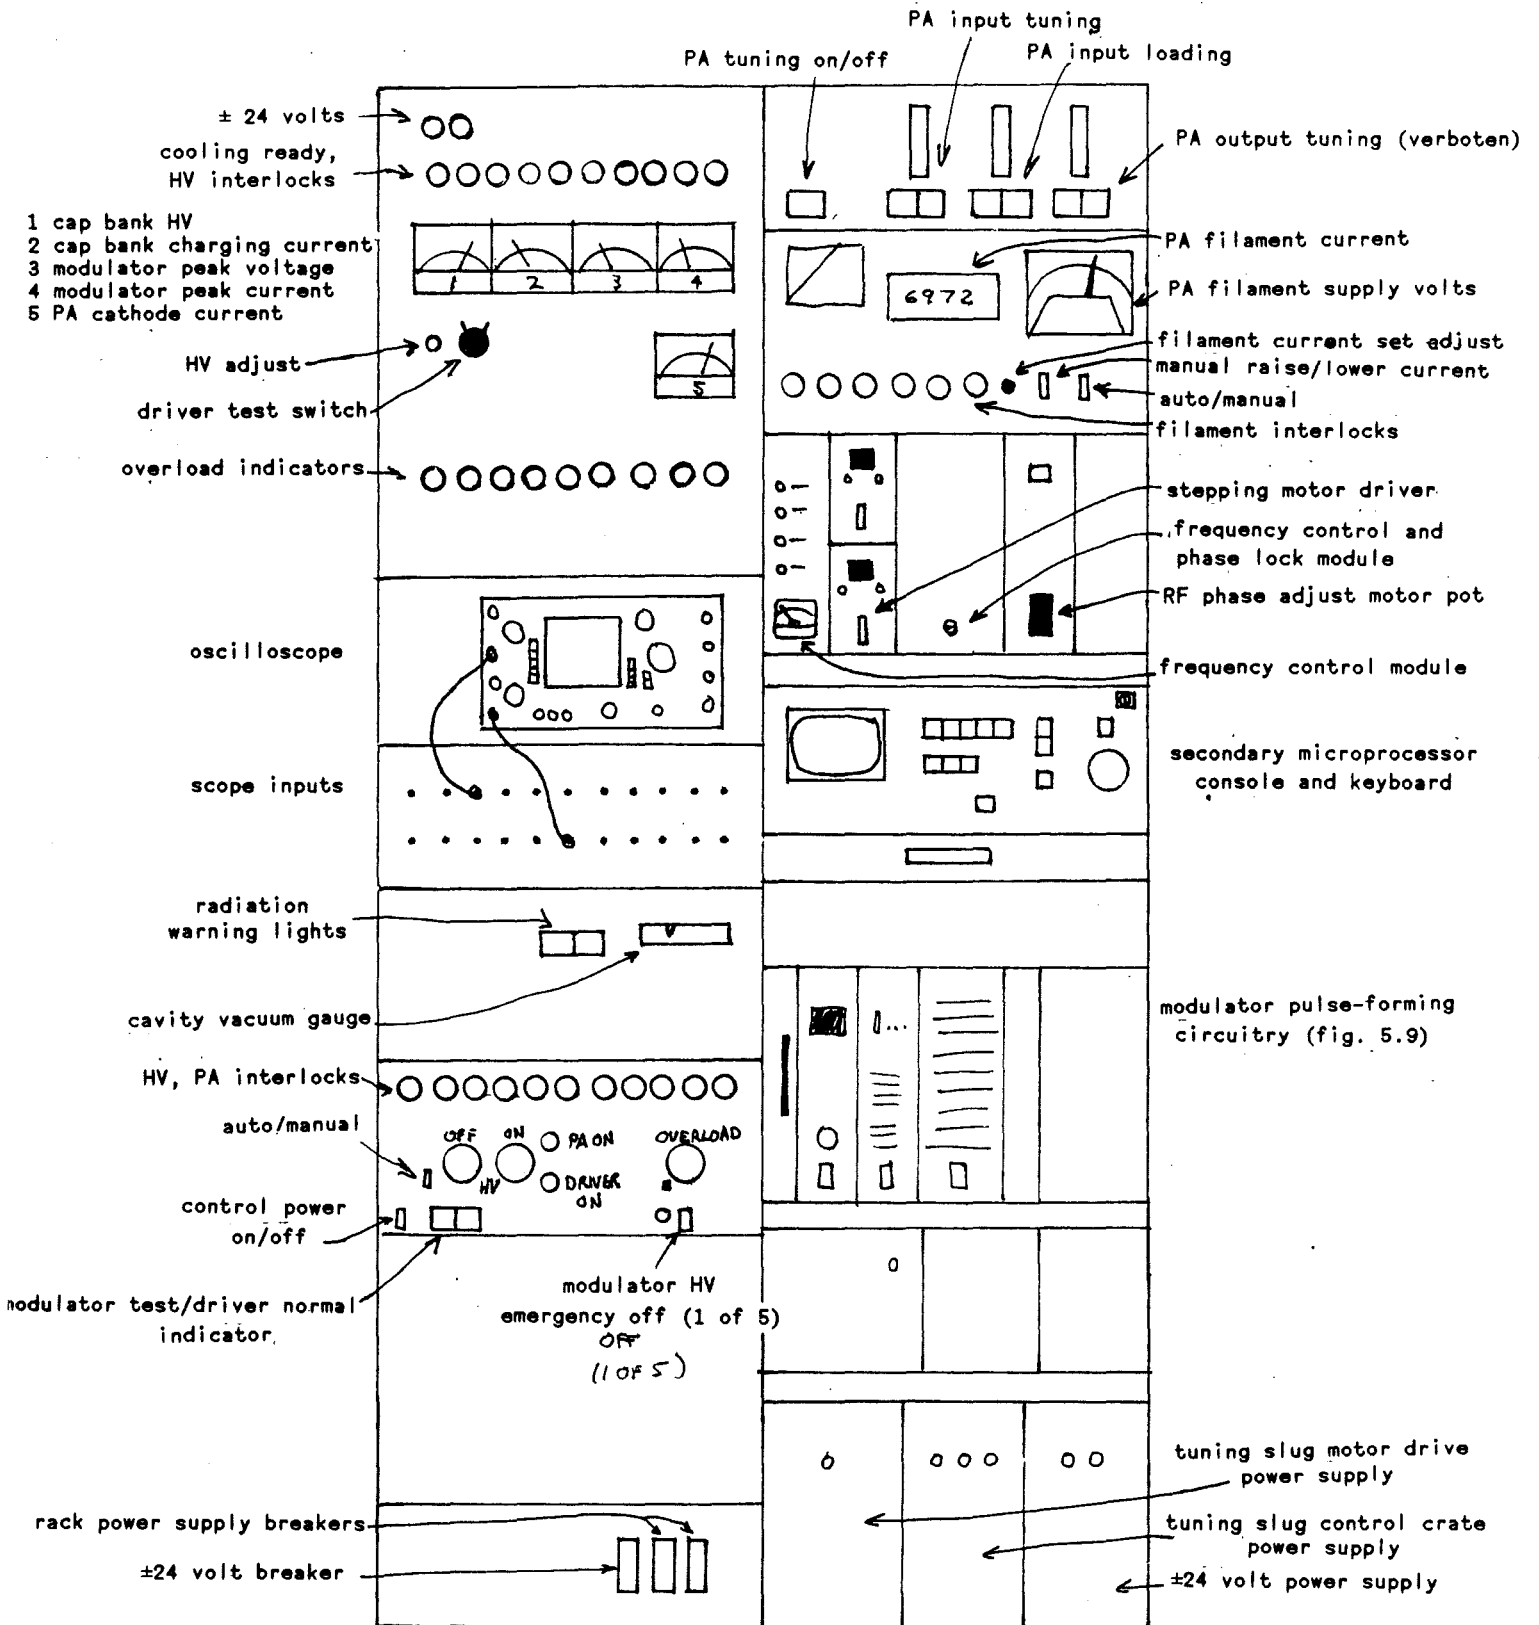 PA input tuning
PA tuning on/off
PA input loading
± 24 volts
PA output tuning (verboten)
cooling ready,
HV interlocks
1 cap bank HV
2 cap bank charging current
3 modulator peak voltage
4 modulator peak current
5 PA cathode current
1 2 3 4
PA filament current
6972
PA filament supply volts
HV adjust
5
filament current set adjust
manual raise/lower current
driver test switch
auto/manual
filament interlocks
overload indicators
stepping motor driver
frequency control and
phase lock module
RF phase adjust motor pot
oscilloscope
frequency control module
scope inputs
secondary microprocessor
console and keyboard
radiation
warning lights
cavity vacuum gauge
modulator pulse-forming
circuitry (fig. 5.9)
HV, PA interlocks
auto/manual
OFF ON PA ON OVERLOAD
HV DRIVER
ON
control power
on/off
modulator test/driver normal
indicator
modulator HV
emergency off (1 of 5)
OFF
(1 OF 5)
tuning slug motor drive
power supply
rack power supply breakers
tuning slug control crate
power supply
±24 volt breaker
±24 volt power supply